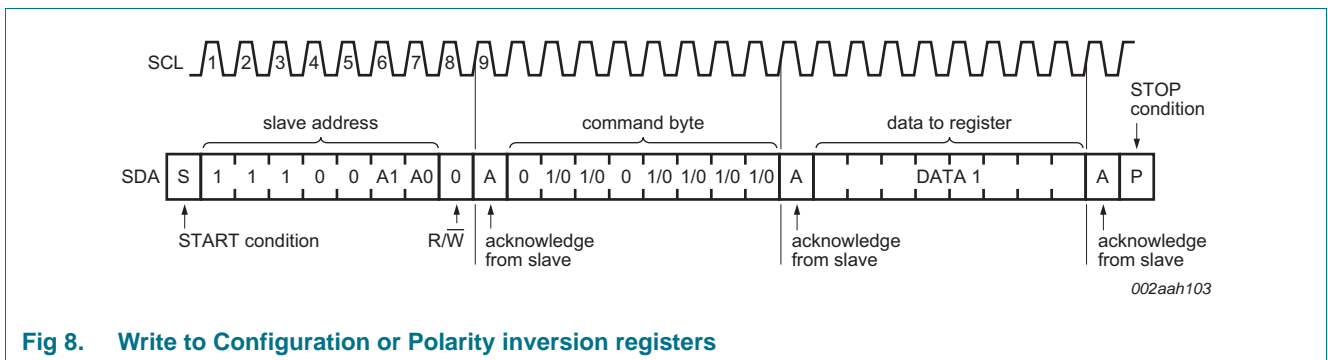 SCL 1 2 3 4 5 6 7 8 9
STOP
condition
slave address command byte data to register
SDA S 1 1 1 0 0 A1 A0 0 A 0 1/0 1/0 0 1/0 1/0 1/0 1/0 A DATA 1 A P
START condition R/W̅ acknowledge acknowledge acknowledge
from slave from slave from slave
002aah103
Fig 8. Write to Configuration or Polarity inversion registers